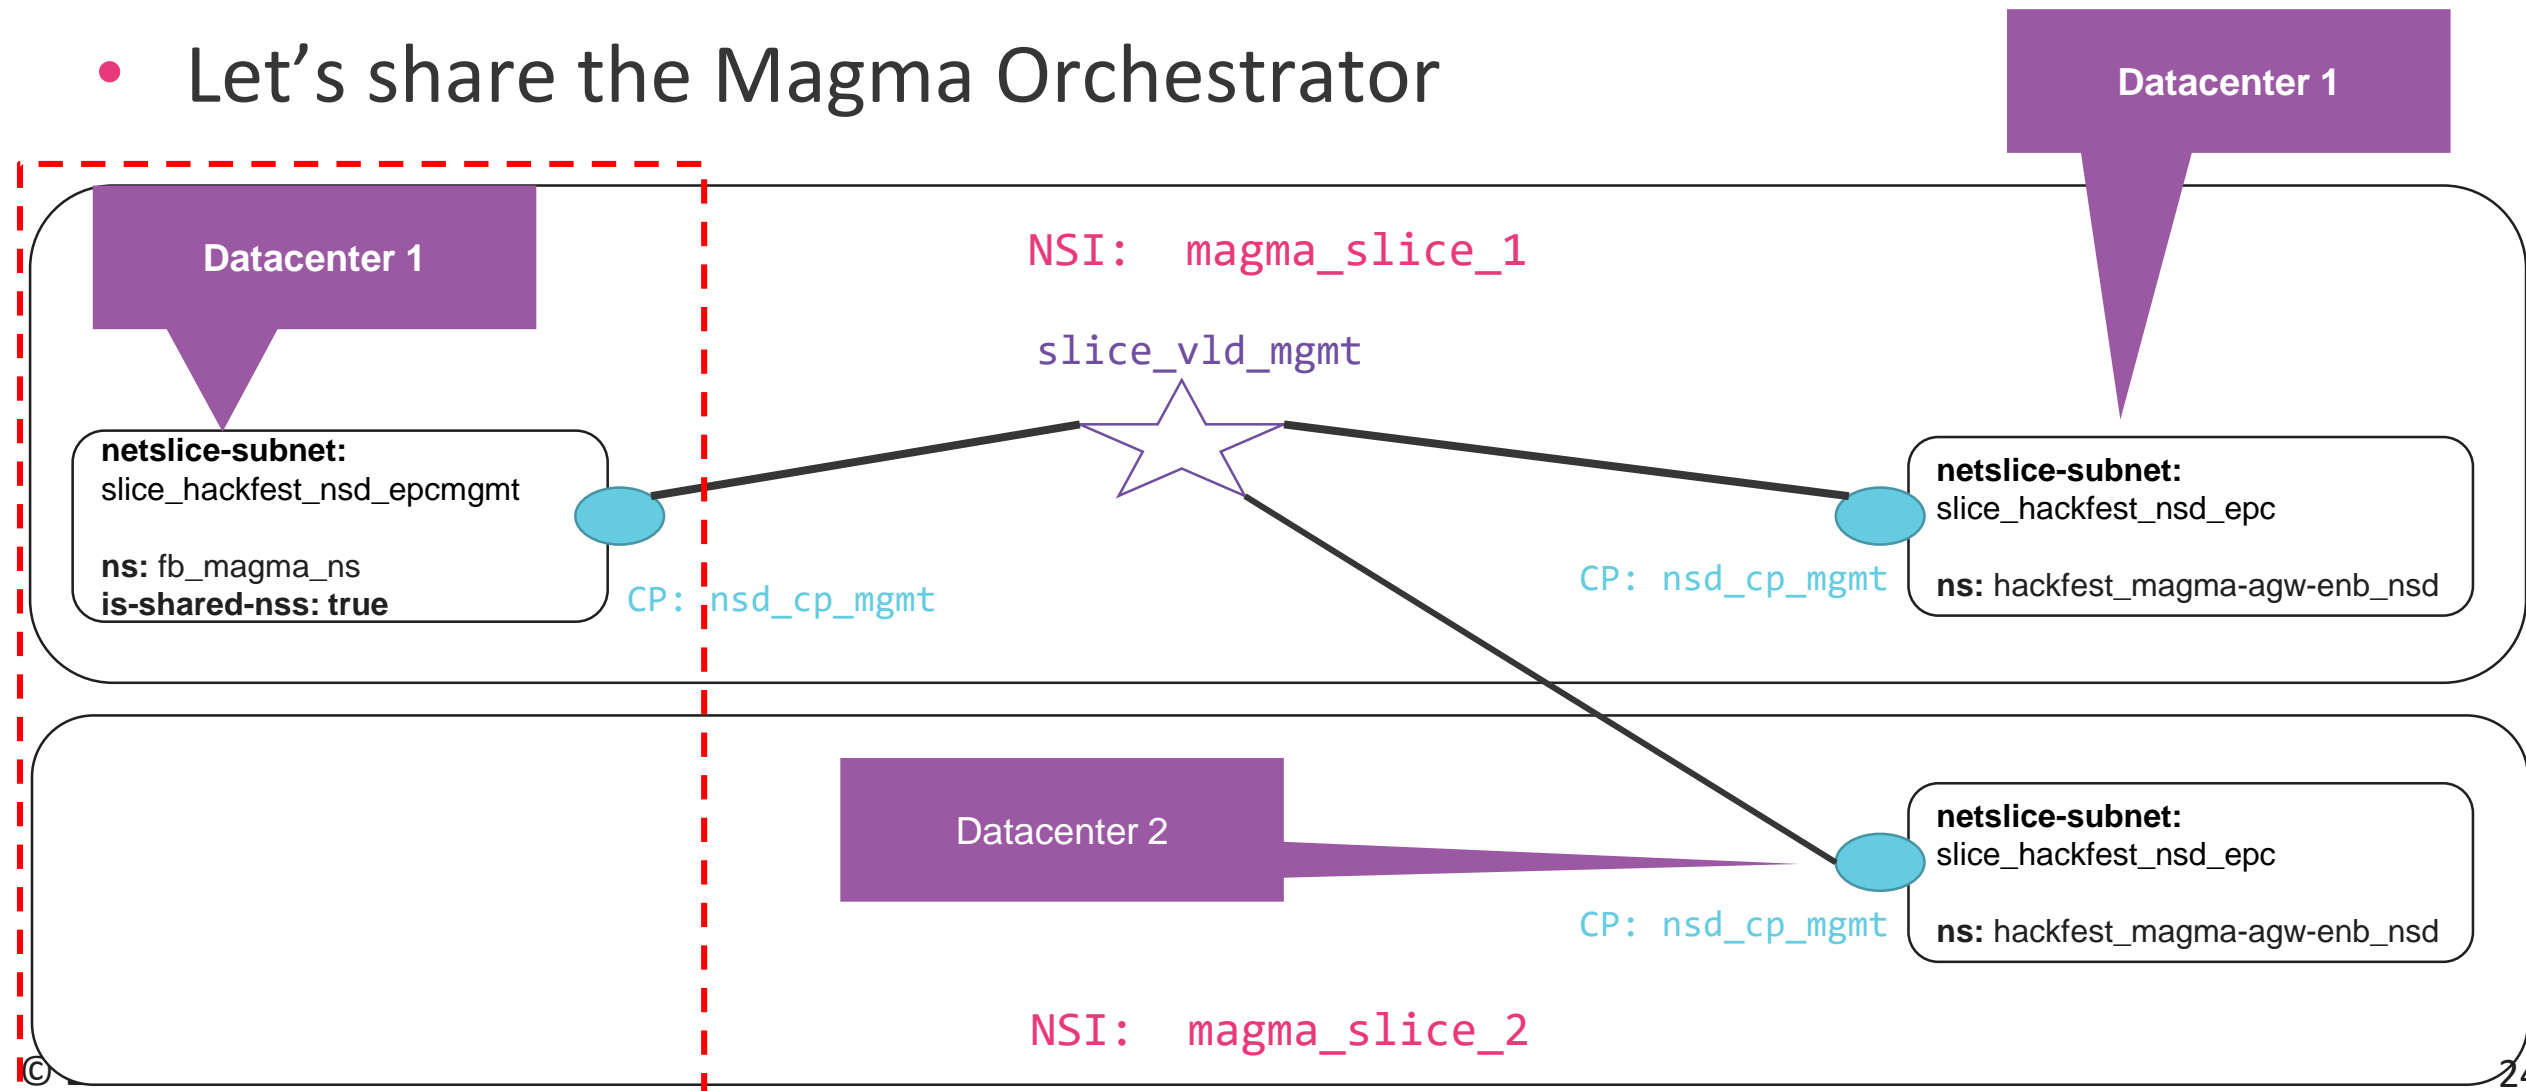 • Let’s share the Magma Orchestrator
Datacenter 1
Datacenter 1
NSI: magma_slice_1
slice_vld_mgmt
netslice-subnet:
slice_hackfest_nsd_epcmgmt
ns: fb_magma_ns
is-shared-nss: true
CP: nsd_cp_mgmt
CP: nsd_cp_mgmt
netslice-subnet:
slice_hackfest_nsd_epc
ns: hackfest_magma-agw-enb_nsd
Datacenter 2
CP: nsd_cp_mgmt
netslice-subnet:
slice_hackfest_nsd_epc
ns: hackfest_magma-agw-enb_nsd
NSI: magma_slice_2
©
24